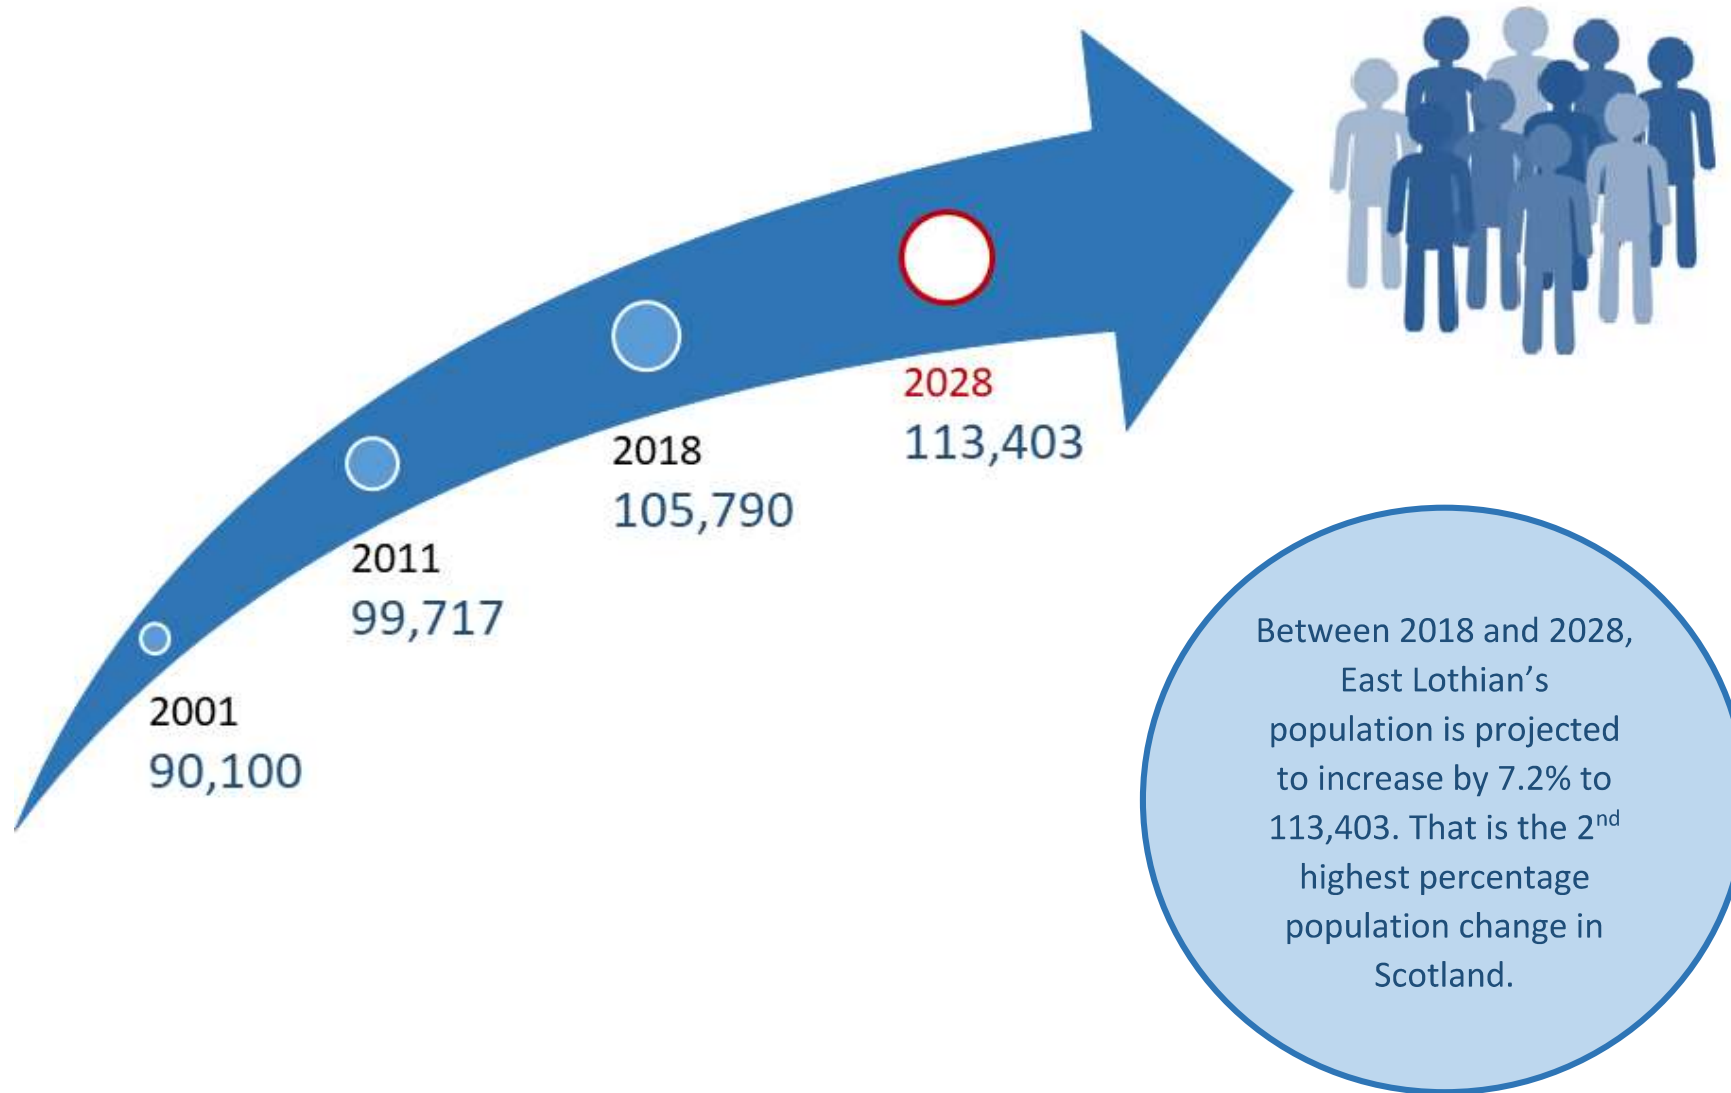 2028
113,403
2018
105,790
2011
99,717
2001
90,100
Between 2018 and 2028,
East Lothian’s
population is projected
to increase by 7.2% to
113,403. That is the 2nd
highest percentage
population change in
Scotland.